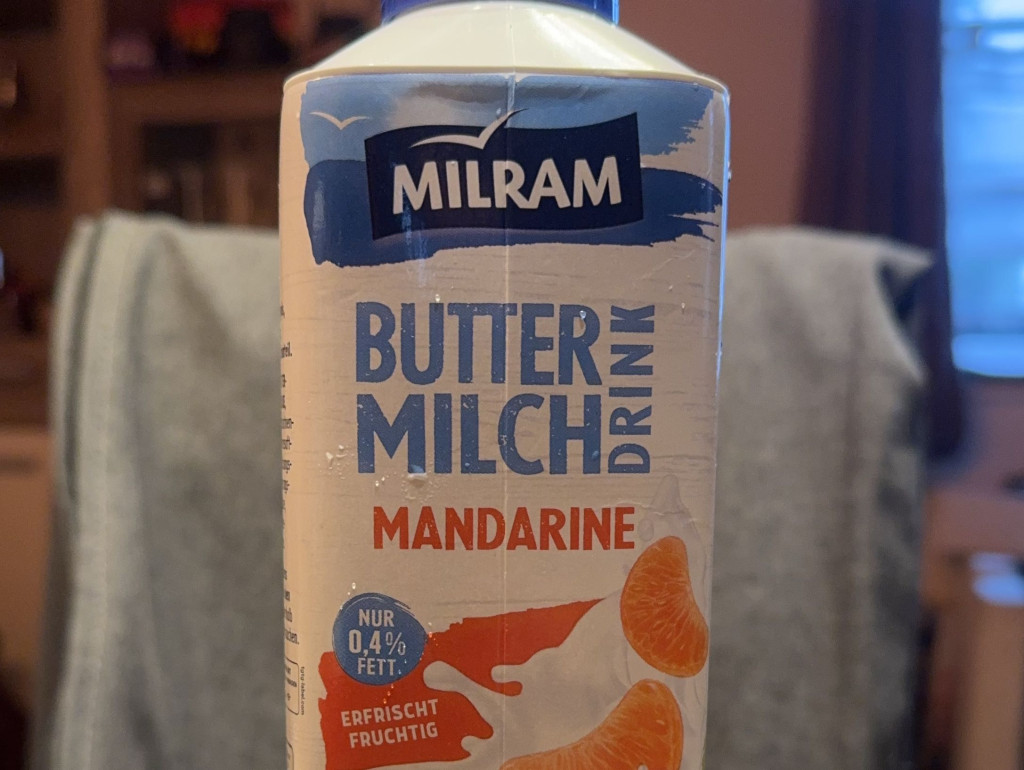 MILRAM
BUTTER
MILCH
DRINK
MANDARINE
NUR
0,4%
FETT
ERFRISCHT
FRUCHTIG